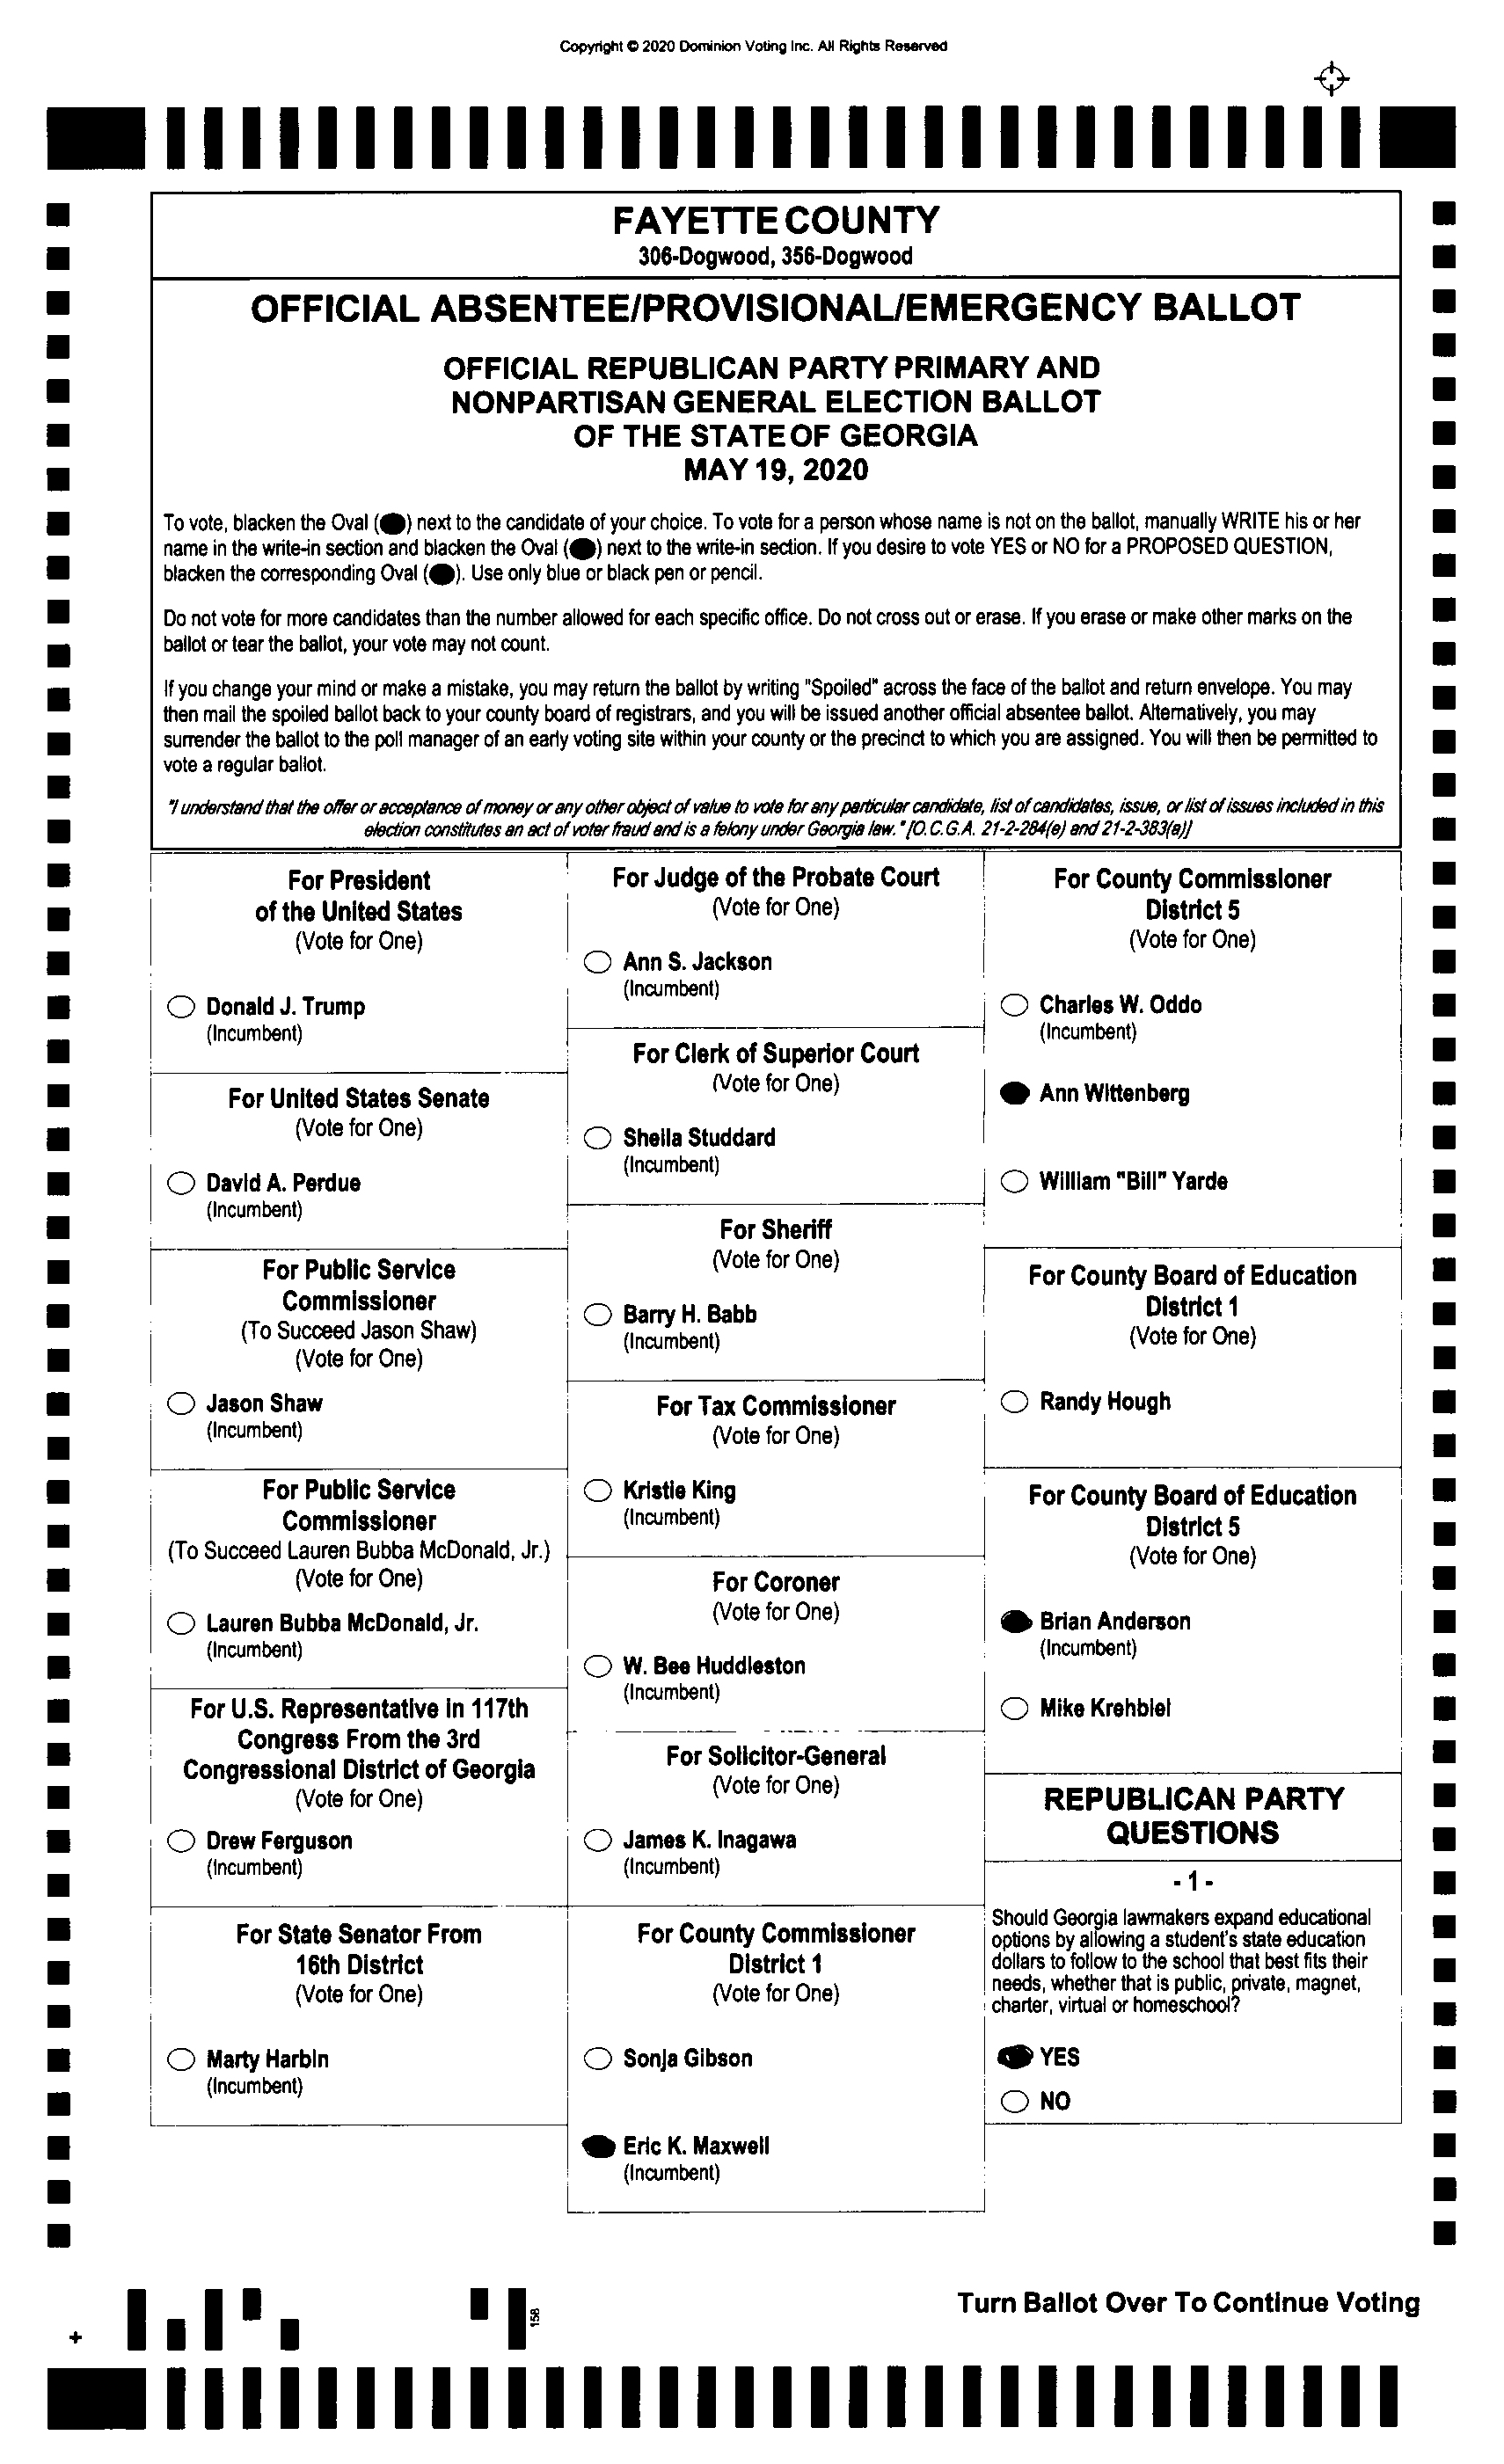 Copyright © 2020 Dominion Voting Inc. All Rights Reserved
FAYETTE COUNTY
306-Dogwood, 356-Dogwood
OFFICIAL ABSENTEE/PROVISIONAL/EMERGENCY BALLOT
OFFICIAL REPUBLICAN PARTY PRIMARY AND
NONPARTISAN GENERAL ELECTION BALLOT
OF THE STATE OF GEORGIA
MAY 19, 2020
To vote, blacken the Oval ( ) next to the candidate of your choice. To vote for a person whose name is not on the ballot, manually WRITE his or her
name in the write-in section and blacken the Oval ( ) next to the write-in section. If you desire to vote YES or NO for a PROPOSED QUESTION,
blacken the corresponding Oval ( ). Use only blue or black pen or pencil.
Do not vote for more candidates than the number allowed for each specific office. Do not cross out or erase. If you erase or make other marks on the
ballot or tear the ballot, your vote may not count.
If you change your mind or make a mistake, you may return the ballot by writing "Spoiled" across the face of the ballot and return envelope. You may
then mail the spoiled ballot back to your county board of registrars, and you will be issued another official absentee ballot. Alternatively, you may
surrender the ballot to the poll manager of an early voting site within your county or the precinct to which you are assigned. You will then be permitted to
vote a regular ballot.
"I understand that the offer or acceptance of money or any other object of value to vote for any particular candidate, list of candidates, issue, or list of issues included in this
election constitutes an act of voter fraud and is a felony under Georgia law." [O.C.G.A. 21-2-284(e) and 21-2-383(a)]
For President
of the United States
(Vote for One)
Donald J. Trump
(Incumbent)
For United States Senate
(Vote for One)
David A. Perdue
(Incumbent)
For Public Service
Commissioner
(To Succeed Jason Shaw)
(Vote for One)
Jason Shaw
(Incumbent)
For Public Service
Commissioner
(To Succeed Lauren Bubba McDonald, Jr.)
(Vote for One)
Lauren Bubba McDonald, Jr.
(Incumbent)
For U.S. Representative in 117th
Congress From the 3rd
Congressional District of Georgia
(Vote for One)
Drew Ferguson
(Incumbent)
For State Senator From
16th District
(Vote for One)
Marty Harbin
(Incumbent)
For Judge of the Probate Court
(Vote for One)
Ann S. Jackson
(Incumbent)
For Clerk of Superior Court
(Vote for One)
Sheila Studdard
(Incumbent)
For Sheriff
(Vote for One)
Barry H. Babb
(Incumbent)
For Tax Commissioner
(Vote for One)
Kristie King
(Incumbent)
For Coroner
(Vote for One)
W. Bee Huddleston
(Incumbent)
For Solicitor-General
(Vote for One)
James K. Inagawa
(Incumbent)
For County Commissioner
District 1
(Vote for One)
Sonja Gibson
Eric K. Maxwell
(Incumbent)
For County Commissioner
District 5
(Vote for One)
Charles W. Oddo
(Incumbent)
Ann Wittenberg
William "Bill" Yarde
For County Board of Education
District 1
(Vote for One)
Randy Hough
For County Board of Education
District 5
(Vote for One)
Brian Anderson
(Incumbent)
Mike Krehbiel
REPUBLICAN PARTY
QUESTIONS
- 1 -
Should Georgia lawmakers expand educational
options by allowing a student's state education
dollars to follow to the school that best fits their
needs, whether that is public, private, magnet,
charter, virtual or homeschool?
YES
NO
Turn Ballot Over To Continue Voting
158
+